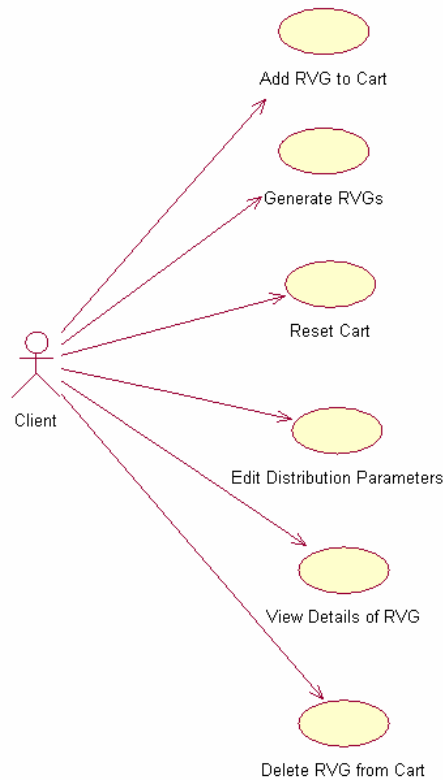 Add RVG to Cart
Generate RVGs
Reset Cart
Client
Edit Distribution Parameters
View Details of RVG
Delete RVG from Cart